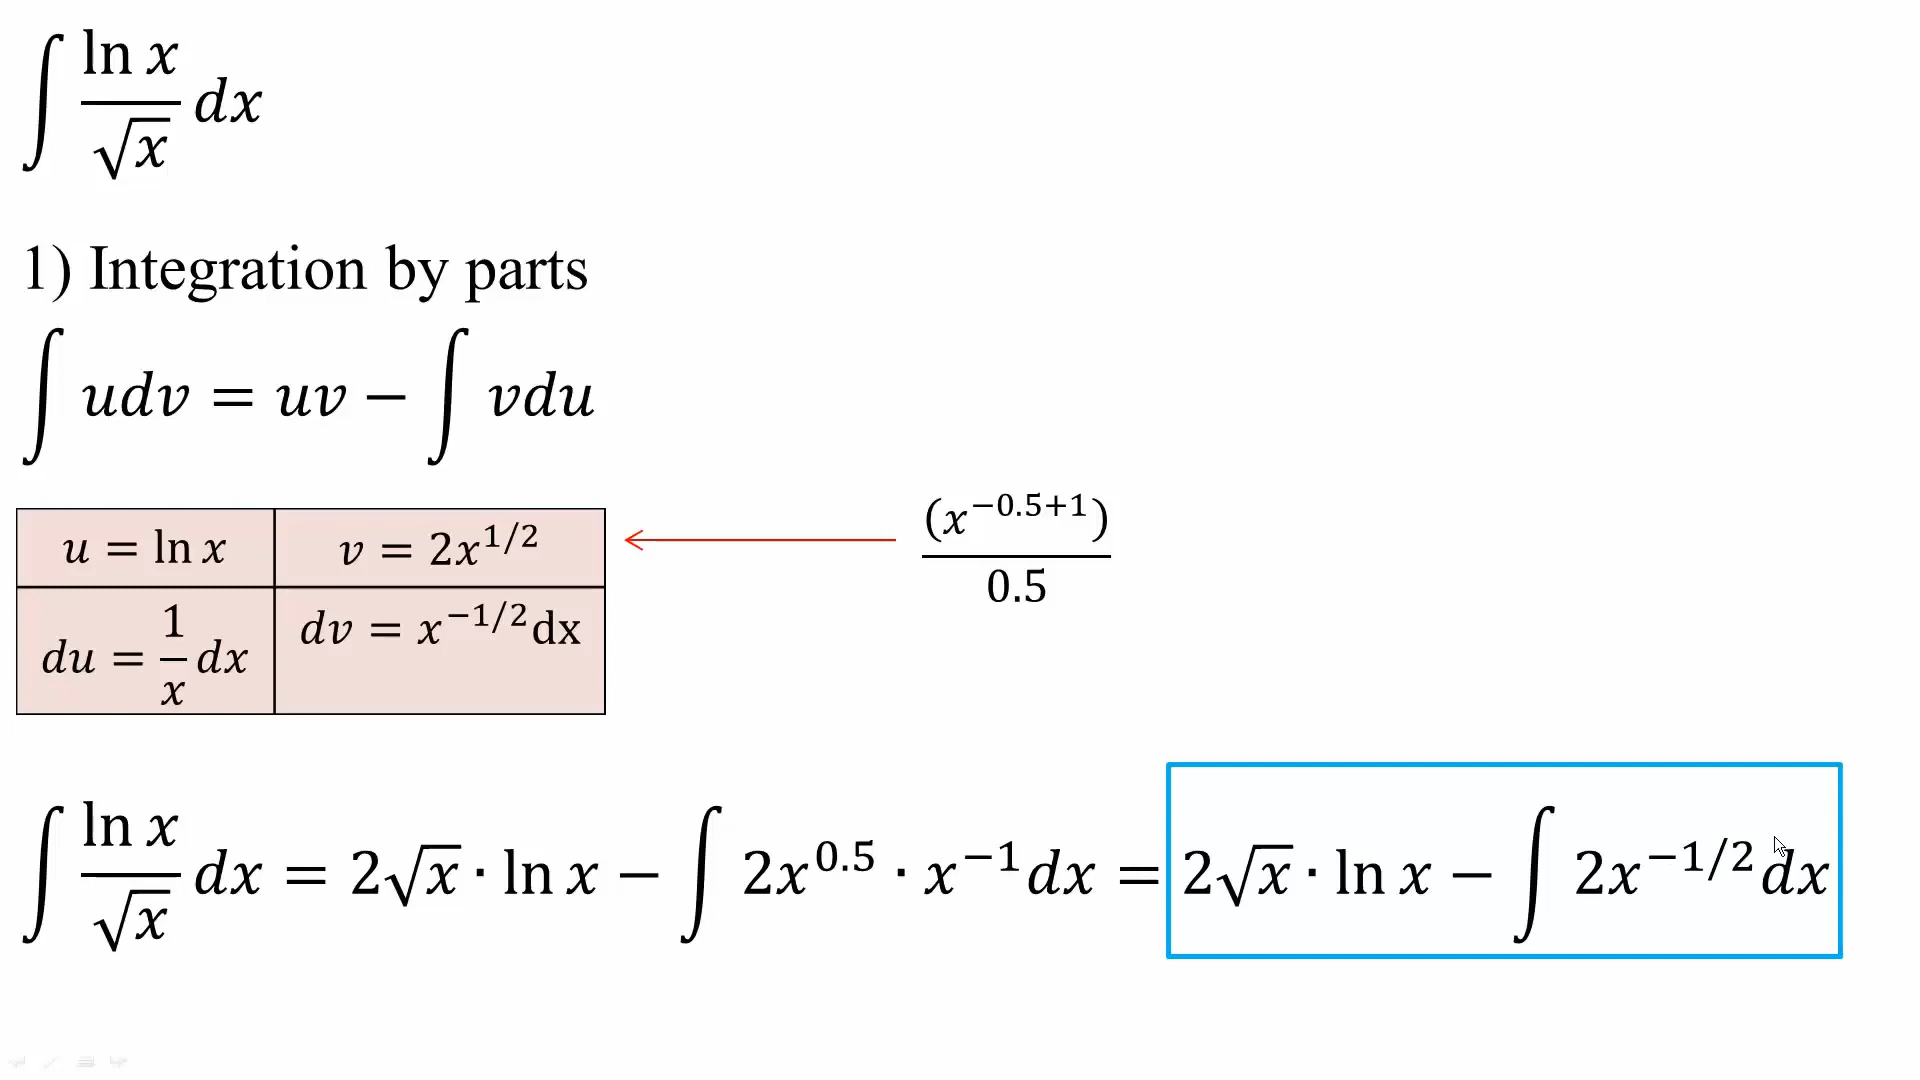 ∫ ln x / √x dx
1) Integration by parts
∫ udv = uv − ∫ vdu
u = ln x
v = 2x^{1/2}
(x^{−0.5+1}) / 0.5
du = 1/x dx
dv = x^{−1/2}dx
∫ ln x / √x dx = 2√x · ln x − ∫ 2x^{0.5} · x^{−1}dx = 2√x · ln x − ∫ 2x^{−1/2}dx